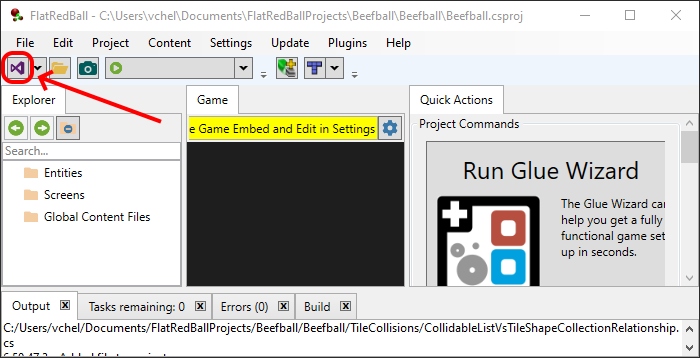 FlatRedBall - C:\Users\vchel\Documents\FlatRedBallProjects\Beefball\Beefball\Beefball.csproj
File Edit Project Content Settings Update Plugins Help
Explorer
Game
Quick Actions
e Game Embed and Edit in Settings
Project Commands
Search...
Entities
Screens
Global Content Files
Run Glue Wizard
The Glue Wizard can
help you get a fully
functional game set
up in seconds.
Output Tasks remaining: 0 Errors (0) Build
C:/Users/vchel/Documents/FlatRedBallProjects/Beefball/Beefball/TileCollisions/CollidableListVsTileShapeCollectionRelationship.
cs